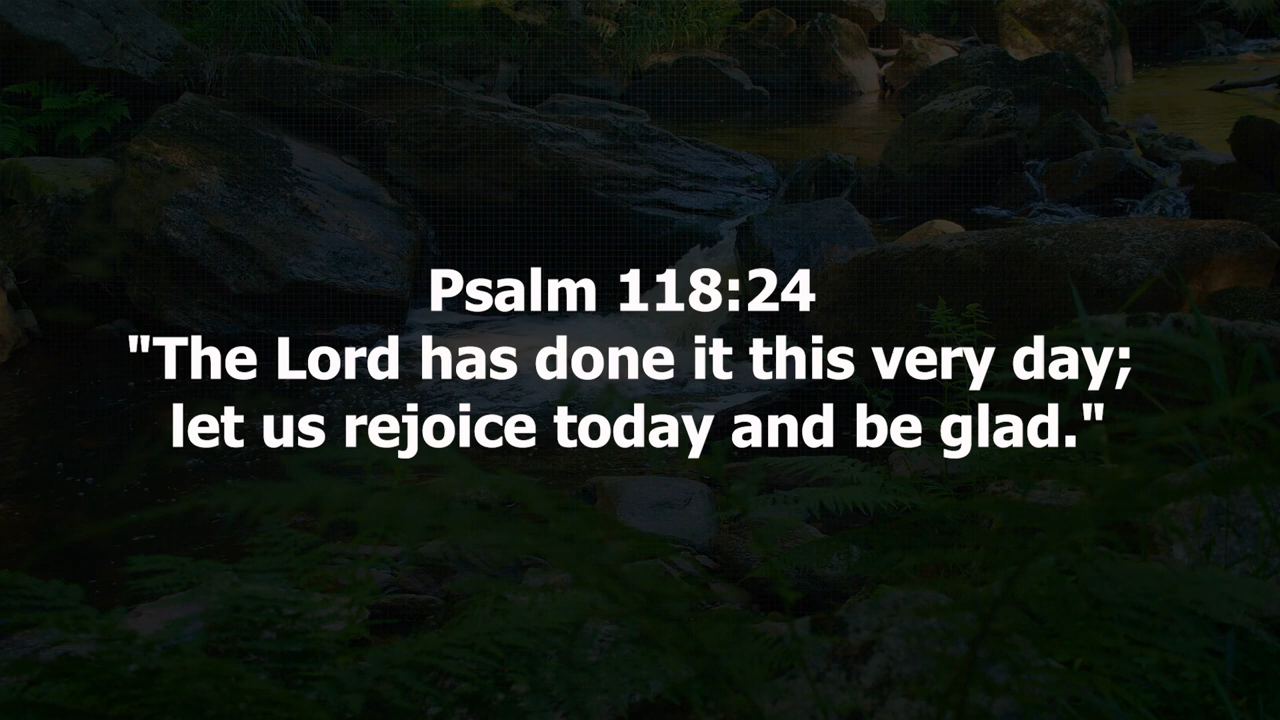 Psalm 118:24
"The Lord has done it this very day;
let us rejoice today and be glad."